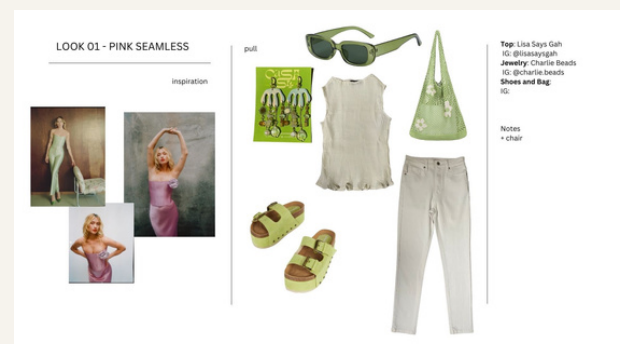 LOOK 01 - PINK SEAMLESS
inspiration
pull
Top: Lisa Says Gah
IG: @lisasaysgah
Jewelry: Charlie Beads
IG: @charlie.beads
Shoes and Bag:
IG:
Notes
+ chair